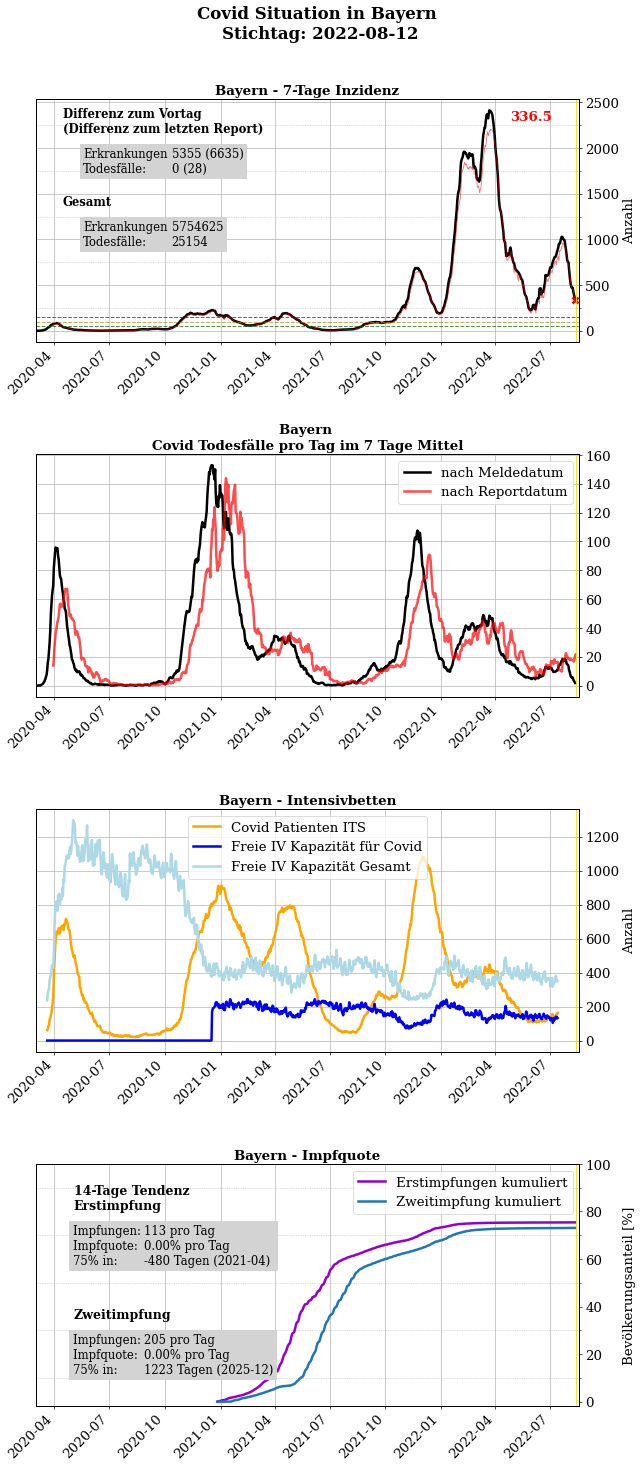 Covid Situation in Bayern
Stichtag: 2022-08-12
Bayern - 7-Tage Inzidenz
Differenz zum Vortag
(Differenz zum letzten Report)
Erkrankungen 5355 (6635)
Todesfälle: 0 (28)
Gesamt
Erkrankungen 5754625
Todesfälle: 25154
336.5
2500
2000
1500
1000
500
0
Anzahl
2020-04 2020-07 2020-10 2021-01 2021-04 2021-07 2021-10 2022-01 2022-04 2022-07
Bayern
Covid Todesfälle pro Tag im 7 Tage Mittel
nach Meldedatum
nach Reportdatum
160
140
120
100
80
60
40
20
0
2020-04 2020-07 2020-10 2021-01 2021-04 2021-07 2021-10 2022-01 2022-04 2022-07
Bayern - Intensivbetten
Covid Patienten ITS
Freie IV Kapazität für Covid
Freie IV Kapazität Gesamt
1200
1000
800
600
400
200
0
Anzahl
2020-04 2020-07 2020-10 2021-01 2021-04 2021-07 2021-10 2022-01 2022-04 2022-07
Bayern - Impfquote
14-Tage Tendenz
Erstimpfung
Impfungen: 113 pro Tag
Impfquote: 0.00% pro Tag
75% in: -480 Tagen (2021-04)
Zweitimpfung
Impfungen: 205 pro Tag
Impfquote: 0.00% pro Tag
75% in: 1223 Tagen (2025-12)
Erstimpfungen kumuliert
Zweitimpfung kumuliert
100
80
60
40
20
0
Bevölkerungsanteil [%]
2020-04 2020-07 2020-10 2021-01 2021-04 2021-07 2021-10 2022-01 2022-04 2022-07